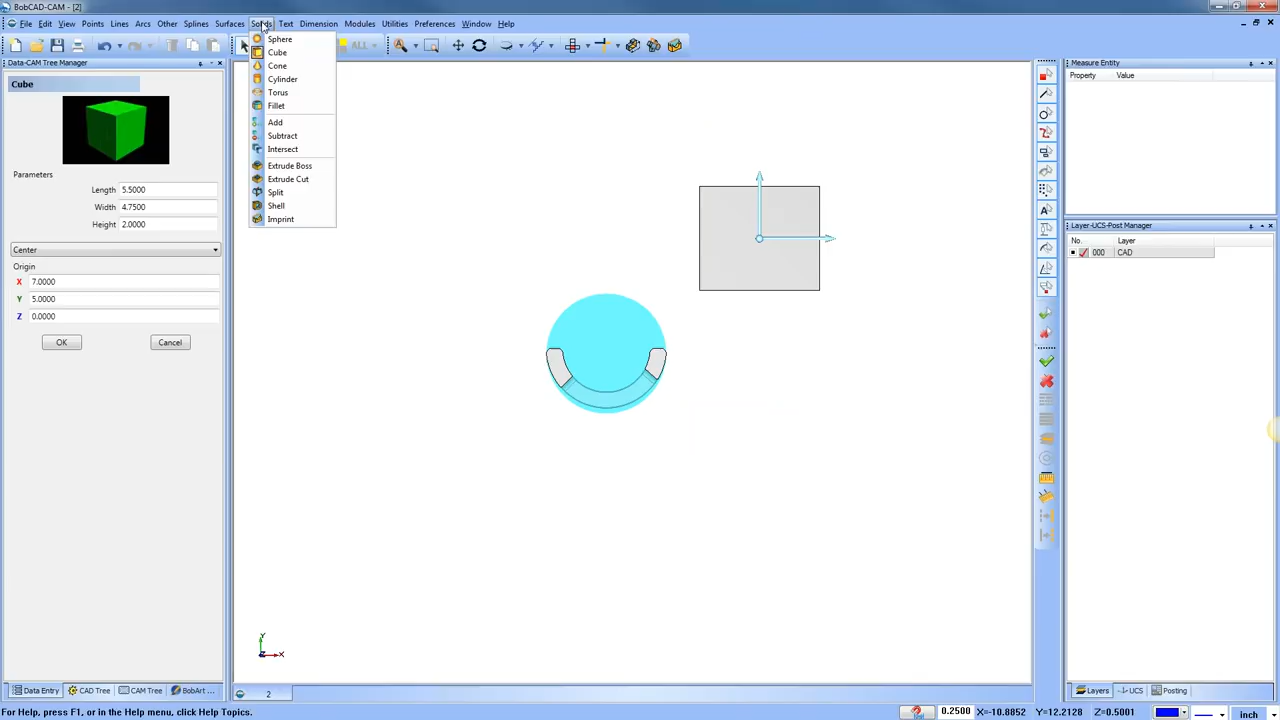 BobCAD-CAM - [2]
File Edit View Points Lines Arcs Other Splines Surfaces Solids Text Dimension Modules Utilities Preferences Window Help
ALL
Data-CAM Tree Manager
Cube
Parameters
Length 5.5000
Width 4.7500
Height 2.0000
Center
Origin
X 7.0000
Y 5.0000
Z 0.0000
OK Cancel
Sphere
Cube
Cone
Cylinder
Torus
Fillet
Add
Subtract
Intersect
Extrude Boss
Extrude Cut
Split
Shell
Imprint
Y
Z X
Measure Entity
Property Value
Layer-UCS-Post Manager
No. Layer
000 CAD
Data Entry CAD Tree CAM Tree BobArt ...
2
Layers UCS Posting
For Help, press F1, or in the Help menu, click Help Topics.
0.2500 X=-10.8852 Y=12.2128 Z=0.5001 inch